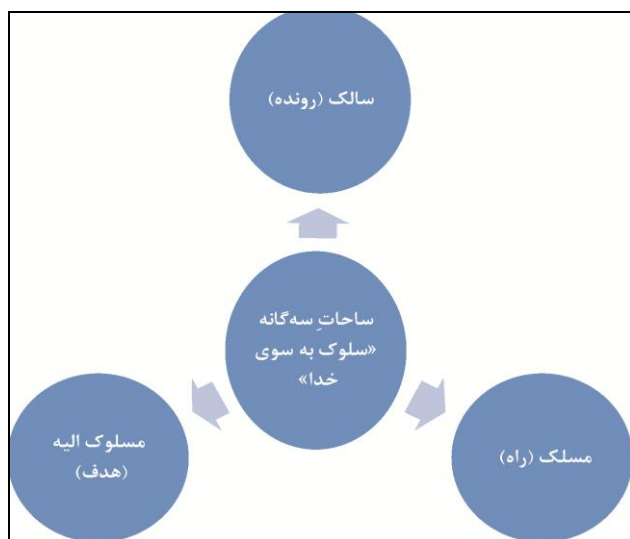 سالک (رونده)
ساحاتِ سه‌گانه
«سلوک به سوی
خدا»
مسلک (راه)
مسلوک الیه
(هدف)